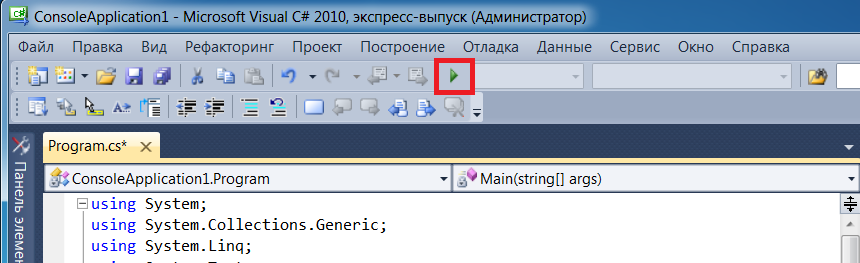 ConsoleApplication1 - Microsoft Visual C# 2010, экспресс-выпуск (Администратор)
Файл Правка Вид Рефакторинг Проект Построение Отладка Данные Сервис Окно Справка
Program.cs* ×
ConsoleApplication1.Program Main(string[] args)
using System;
using System.Collections.Generic;
using System.Linq;
Панель